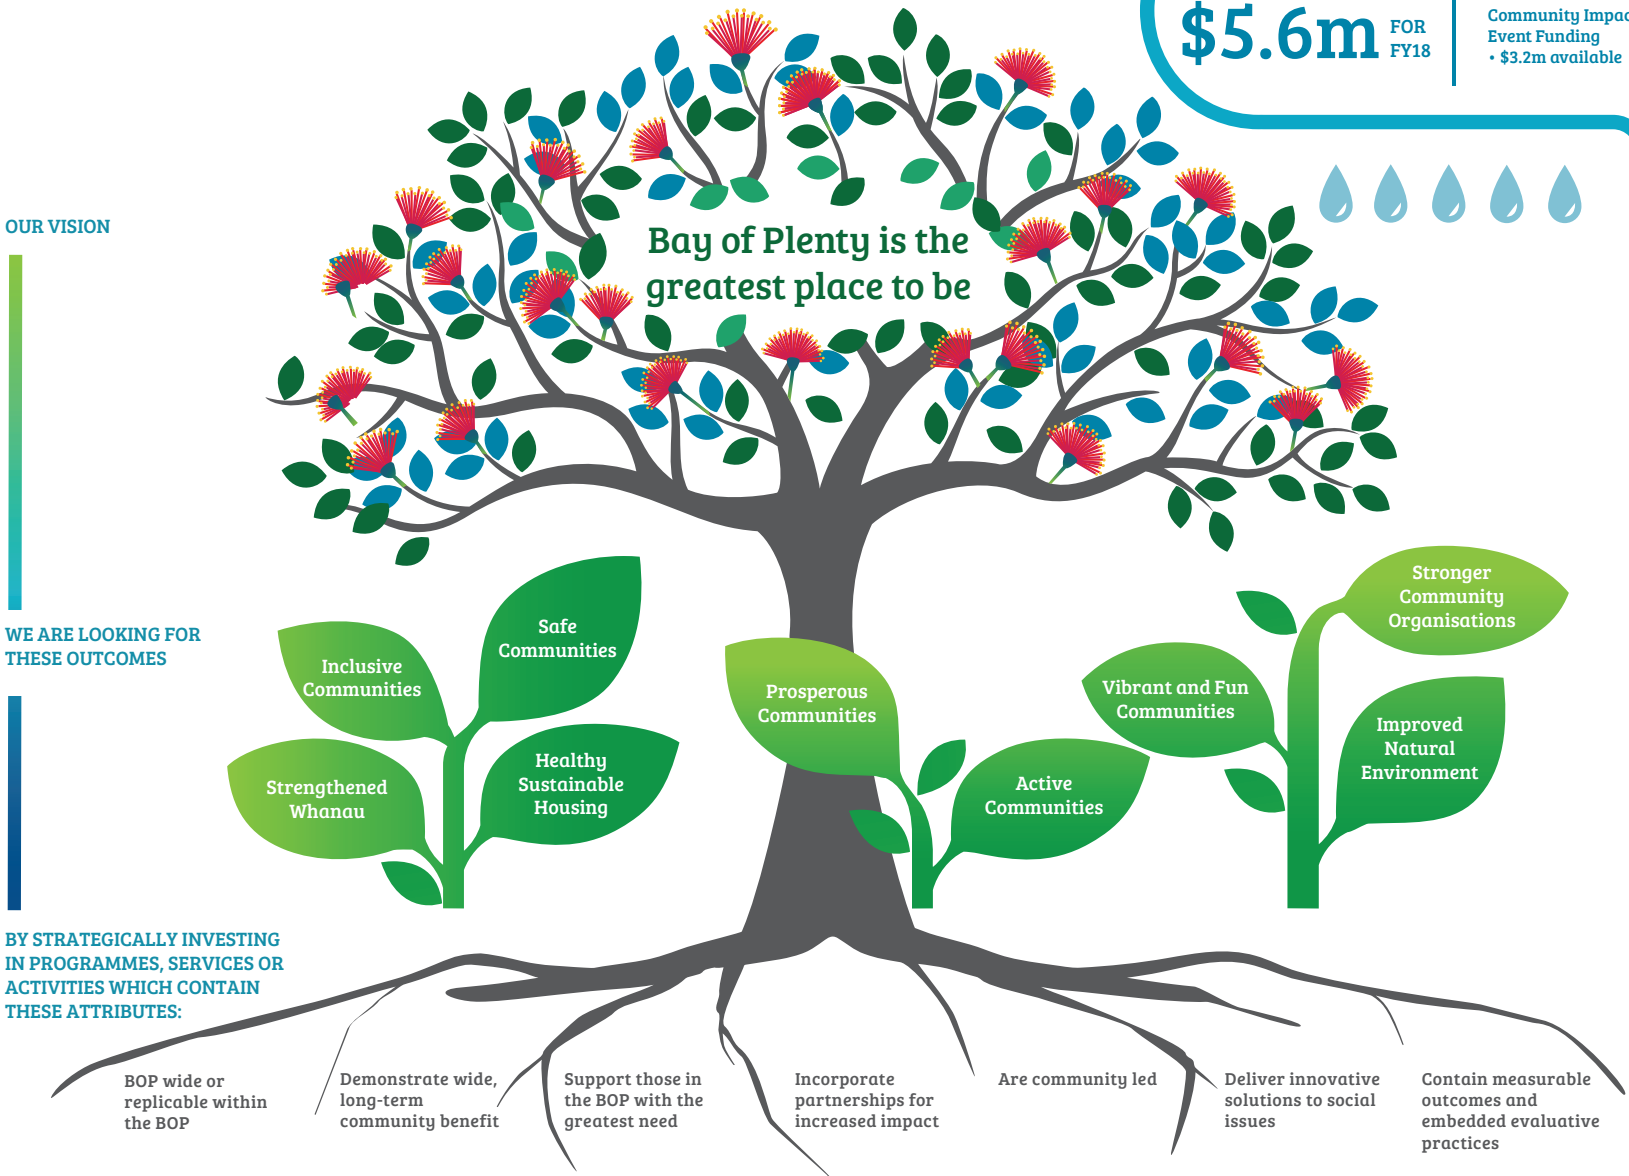 $5.6m
FOR
FY18
Community
Event Funding
• $3.2m available
OUR VISION
Bay of Plenty is the
greatest place to be
WE ARE LOOKING FOR
THESE OUTCOMES
Inclusive
Communities
Safe
Communities
Strengthened
Whanau
Healthy
Sustainable
Housing
Prosperous
Communities
Active
Communities
Vibrant and Fun
Communities
Stronger
Community
Organisations
Improved
Natural
Environment
BY STRATEGICALLY INVESTING
IN PROGRAMMES, SERVICES OR
ACTIVITIES WHICH CONTAIN
THESE ATTRIBUTES:
BOP wide or
replicable within
the BOP
Demonstrate wide,
long-term
community benefit
Support those in
the BOP with the
greatest need
Incorporate
partnerships for
increased impact
Are community led
Deliver innovative
solutions to social
issues
Contain measurable
outcomes and
embedded evaluative
practices